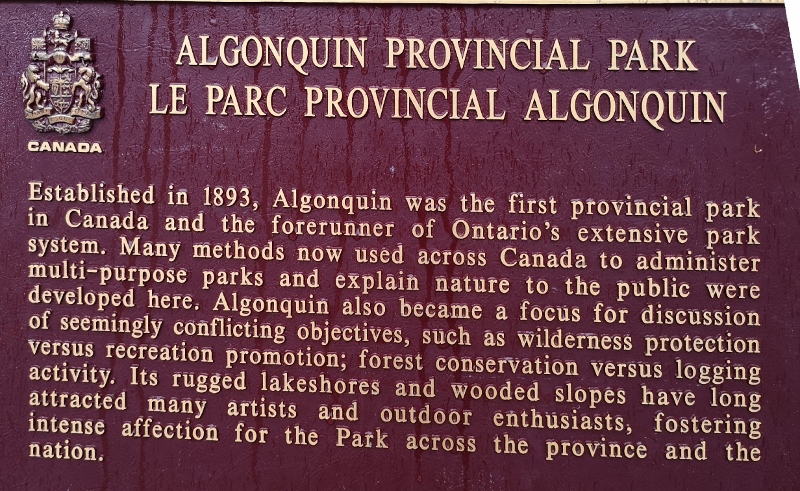 ALGONQUIN PROVINCIAL PARK
LE PARC PROVINCIAL ALGONQUIN
CANADA
Established in 1893, Algonquin was the first provincial park
in Canada and the forerunner of Ontario's extensive park
system. Many methods now used across Canada to administer
multi-purpose parks and explain nature to the public were
developed here. Algonquin also became a focus for discussion
of seemingly conflicting objectives, such as wilderness protection
versus recreation promotion; forest conservation versus logging
activity. Its rugged lakeshores and wooded slopes have long
attracted many artists and outdoor enthusiasts, fostering
intense affection for the Park across the province and the
nation.